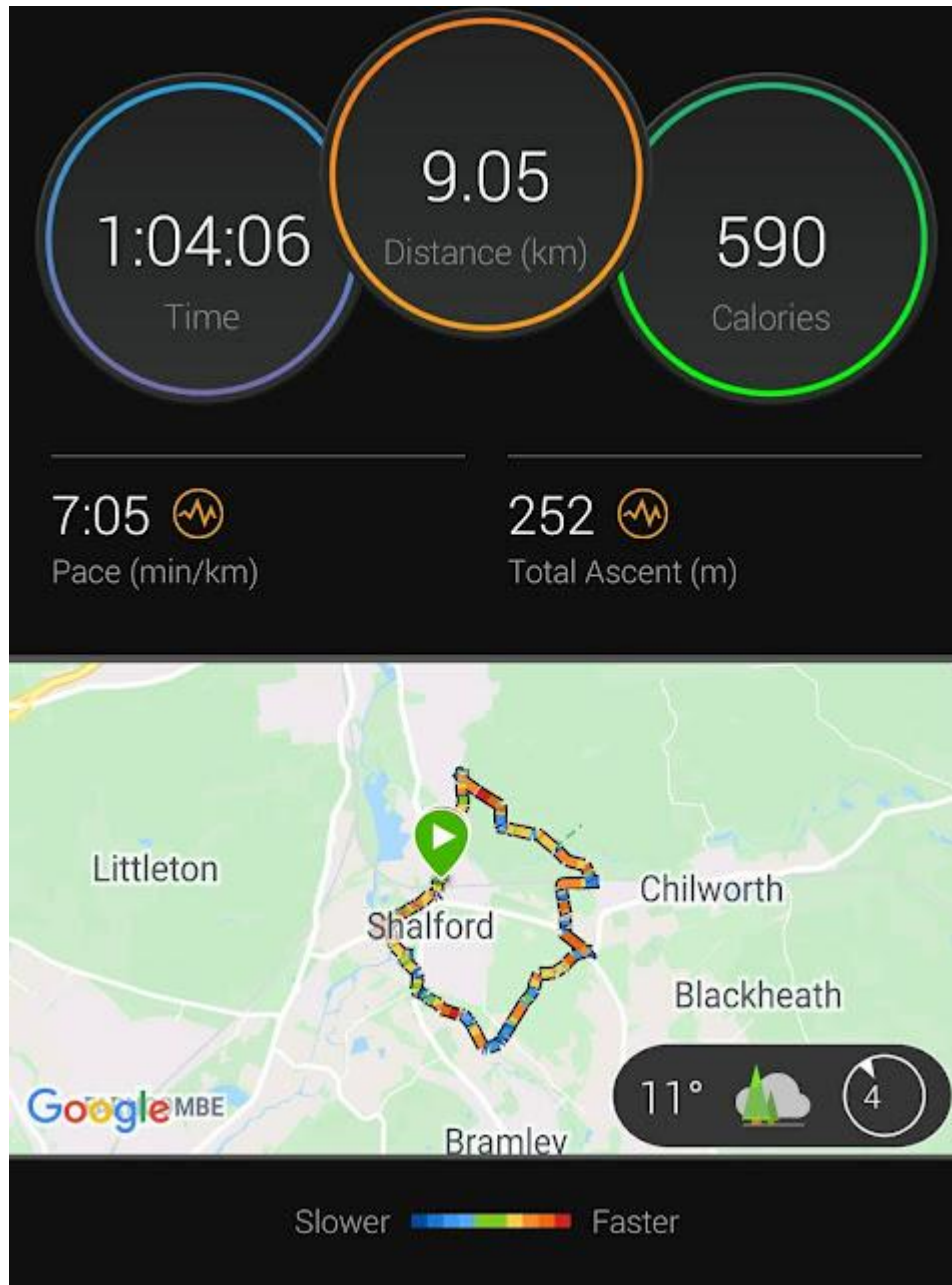 9.05
Distance (km)
1:04:06
Time
590
Calories
7:05
Pace (min/km)
252
Total Ascent (m)
Littleton
Chilworth
Shalford
Blackheath
11°
4
Google
MBE
Bramley
Slower
Faster